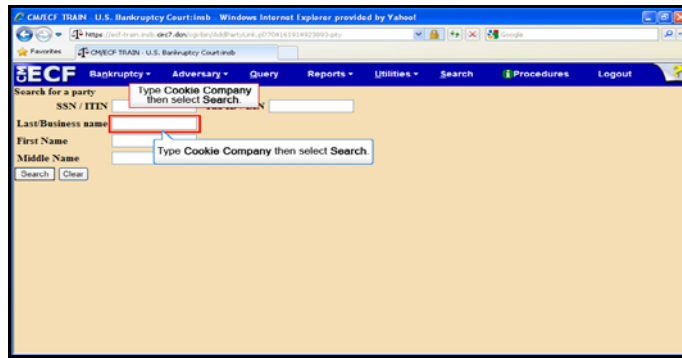 CM/ECF TRAIN - U.S. Bankruptcy Court:insb - Windows Internet Explorer provided by Yahoo!
Google
Favorites CM/ECF TRAIN - U.S. Bankruptcy Court:insb
ECF Bankruptcy Adversary Query Reports Utilities Search Procedures Logout ?
Search for a party
SSN / ITIN
Type Cookie Company
then select Search.
Last/Business name
First Name
Type Cookie Company then select Search.
Middle Name
Search Clear